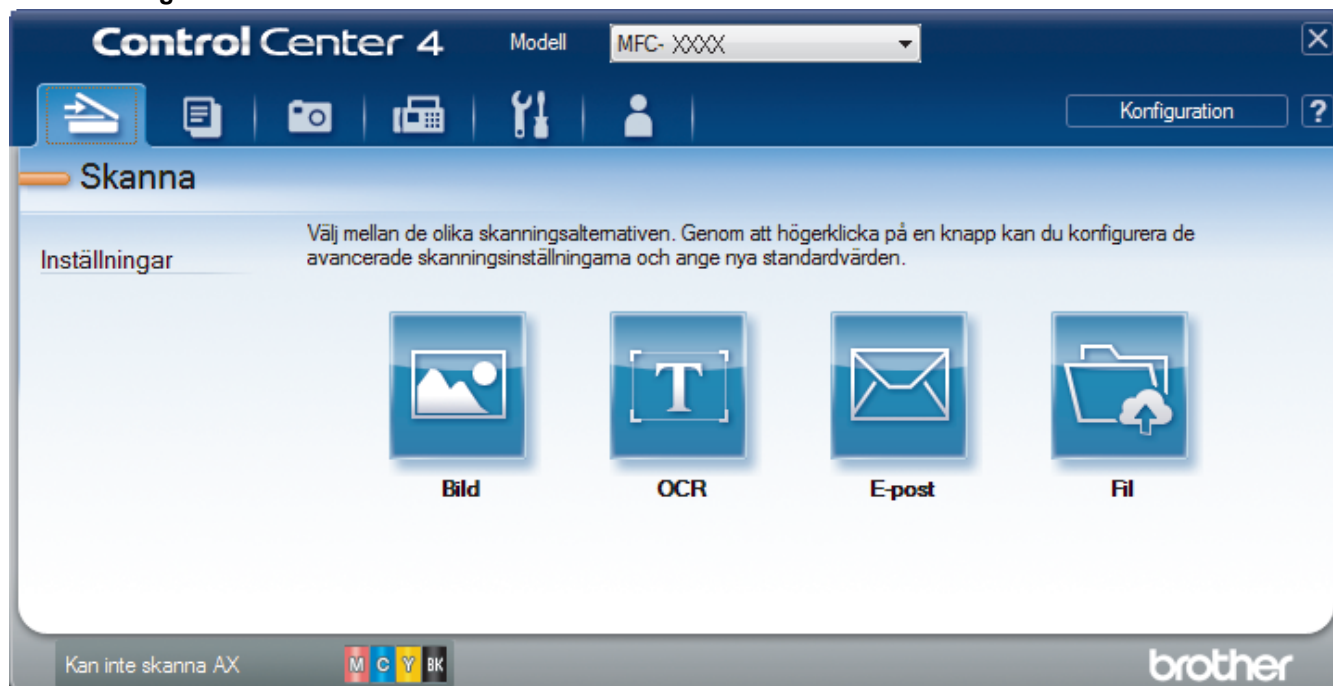 Control Center 4 Modell MFC- XXXX
Konfiguration ?
Skanna
Inställningar
Välj mellan de olika skanningsalternativen. Genom att högerklicka på en knapp kan du konfigurera de
avancerade skanningsinställningarna och ange nya standardvärden.
T
Bild OCR E-post Fil
Kan inte skanna AX M C Y BK brother